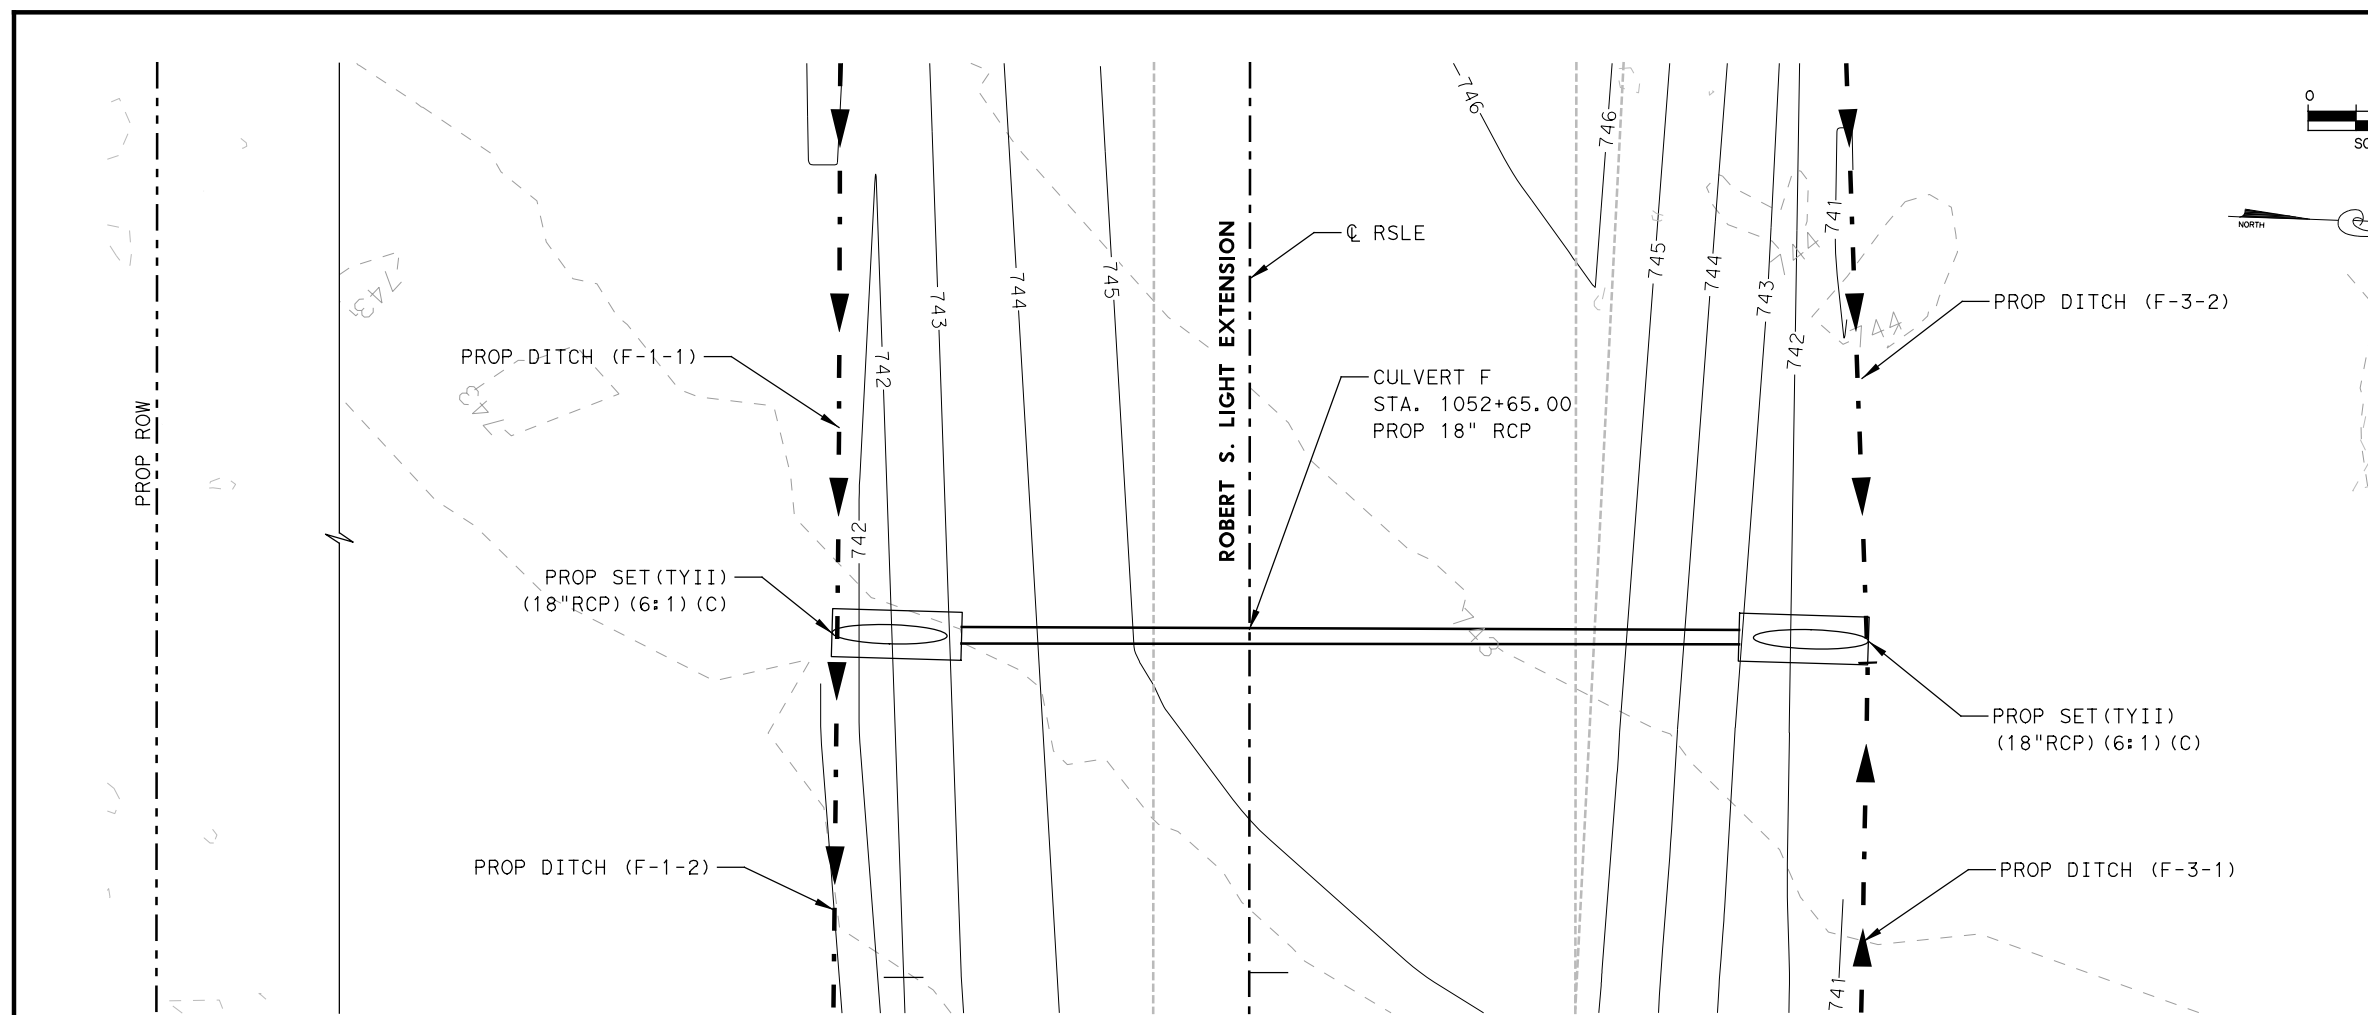 746
746
0
SC
NORTH
ROBERT S. LIGHT EXTENSION
℄ RSLE
741
744
745
744
743
743
744
745
743
742
PROP DITCH (F-3-2)
744
742
PROP DITCH (F-1-1)
743
PROP ROW
CULVERT F
STA. 1052+65.00
PROP 18" RCP
742
PROP SET(TYII)
(18"RCP)(6:1)(C)
743
PROP SET(TYII)
(18"RCP)(6:1)(C)
PROP DITCH (F-1-2)
PROP DITCH (F-3-1)
741